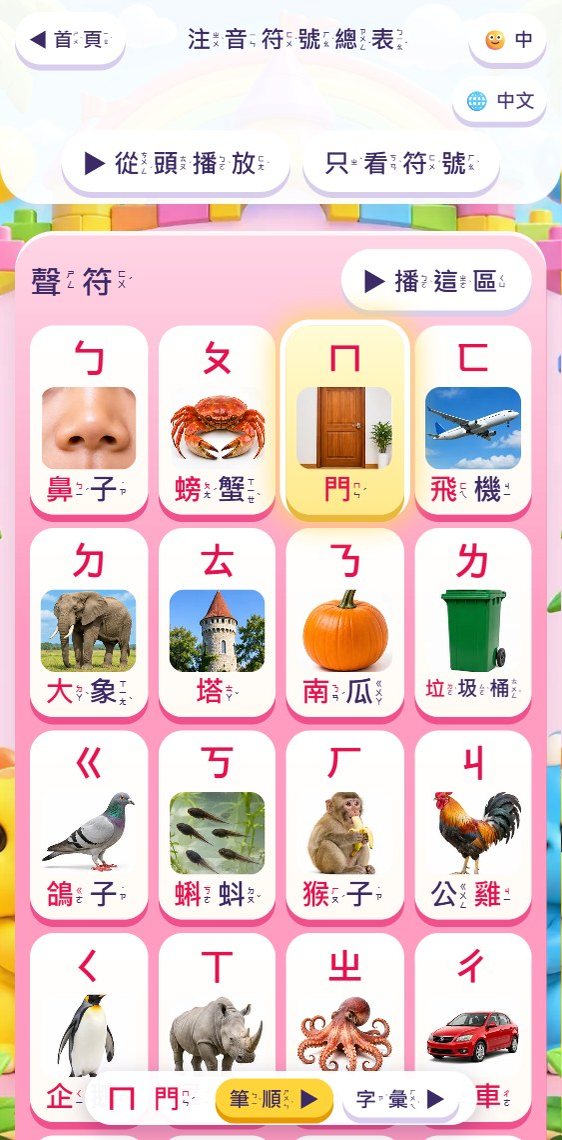 ◀ 首頁
注音符號總表
中
中文
▶ 從頭播放
只看符號
聲符
▶ 播這區
ㄅ ㄆ ㄇ ㄈ
鼻子 螃蟹 門 飛機
ㄉ ㄊ ㄋ ㄌ
大象 塔 南瓜 垃圾桶
ㄍ ㄎ ㄏ ㄐ
鴿子 蝌蚪 猴子 公雞
ㄑ ㄒ ㄓ ㄔ
企 車
ㄇ 門 筆順 ▶ 字彙 ▶